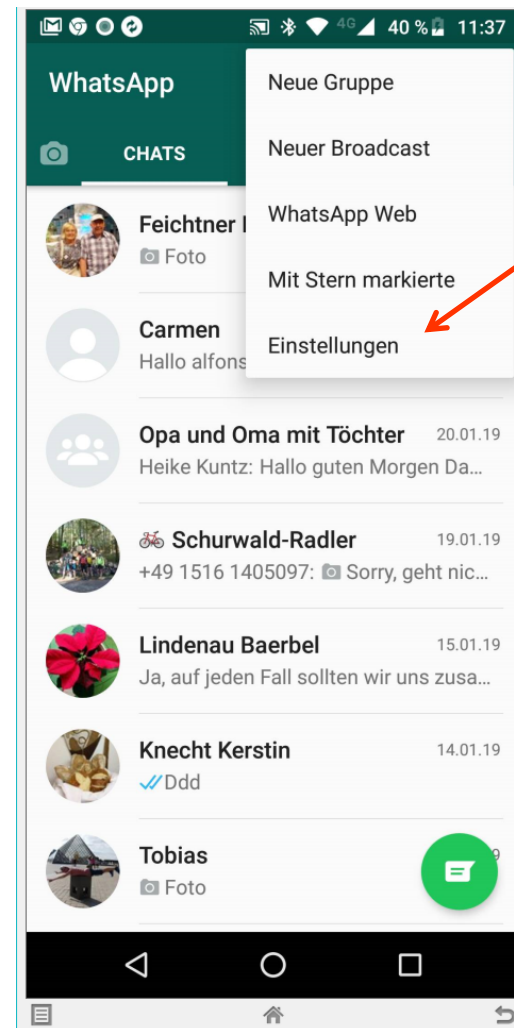 4G 40 % 11:37
WhatsApp
CHATS
Neue Gruppe
Neuer Broadcast
WhatsApp Web
Mit Stern markierte
Einstellungen
Feichtner
Foto
Carmen
Hallo alfons
Opa und Oma mit Töchter 20.01.19
Heike Kuntz: Hallo guten Morgen Da...
Schurwald-Radler 19.01.19
+49 1516 1405097: Sorry, geht nic...
Lindenau Baerbel 15.01.19
Ja, auf jeden Fall sollten wir uns zusa...
Knecht Kerstin 14.01.19
Ddd
Tobias
Foto